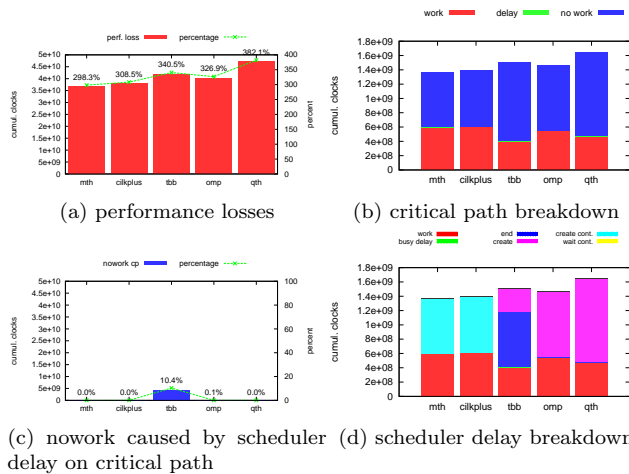 perf. loss percentage
5e+10
4.5e+10
4e+10
3.5e+10
3e+10
2.5e+10
2e+10
1.5e+10
1e+10
5e+09
0
cumul. clocks
298.3% 308.5% 340.5% 326.9% 382.1%
400
350
300
250
200
150
100
50
0
percent
mth cilkplus tbb omp qth
(a) performance losses
work delay no work
1.8e+09
1.6e+09
1.4e+09
1.2e+09
1e+09
8e+08
6e+08
4e+08
2e+08
0
cumul. clocks
mth cilkplus tbb omp qth
(b) critical path breakdown
nowork cp percentage
5e+10
4.5e+10
4e+10
3.5e+10
3e+10
2.5e+10
2e+10
1.5e+10
1e+10
5e+09
0
cumul. clocks
0.0% 0.0% 10.4% 0.1% 0.0%
100
80
60
40
20
0
percent
mth cilkplus tbb omp qth
(c) nowork caused by scheduler
delay on critical path
work end create cont.
busy delay create wait cont.
1.8e+09
1.6e+09
1.4e+09
1.2e+09
1e+09
8e+08
6e+08
4e+08
2e+08
0
cumul. clocks
mth cilkplus tbb omp qth
(d) scheduler delay breakdown